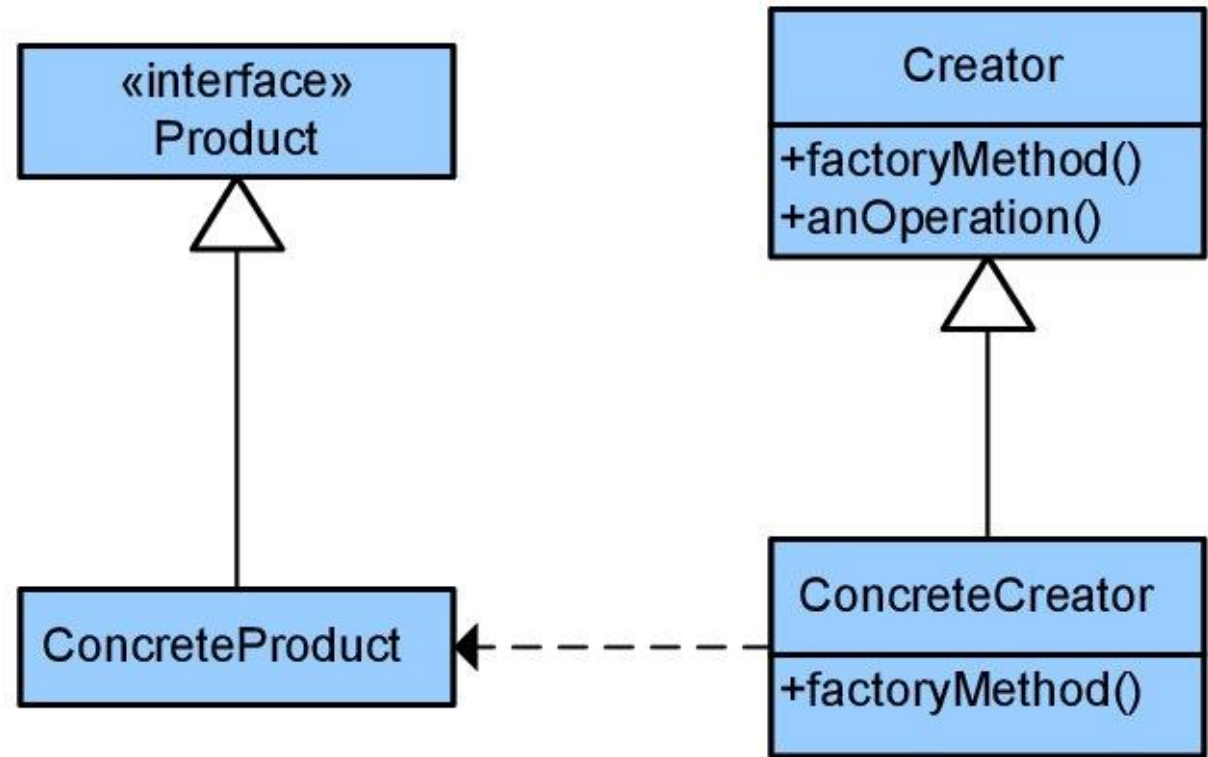 «interface»
Product
Creator
+factoryMethod()
+anOperation()
ConcreteProduct
ConcreteCreator
+factoryMethod()